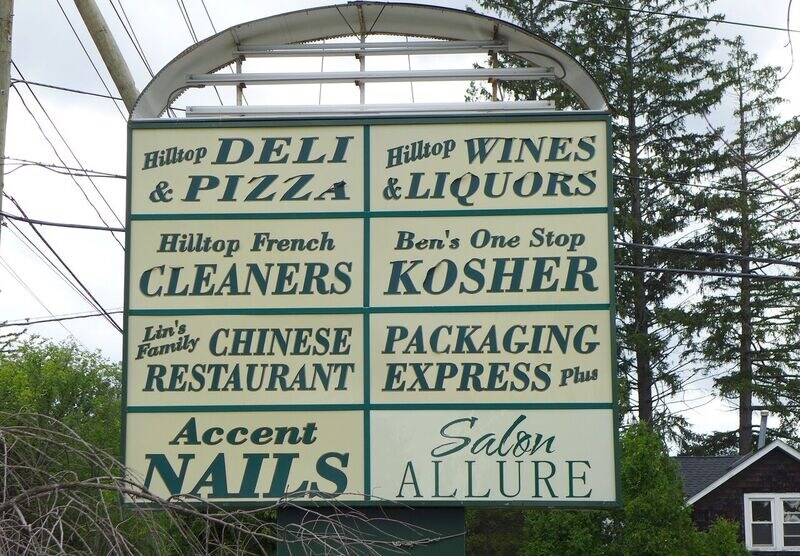 Hilltop DELI
& PIZZA
Hilltop WINES
& LIQUORS
Hilltop French
CLEANERS
Ben's One Stop
KOSHER
Lin's Family CHINESE
RESTAURANT
PACKAGING
EXPRESS Plus
Accent
NAILS
Salon
ALLURE